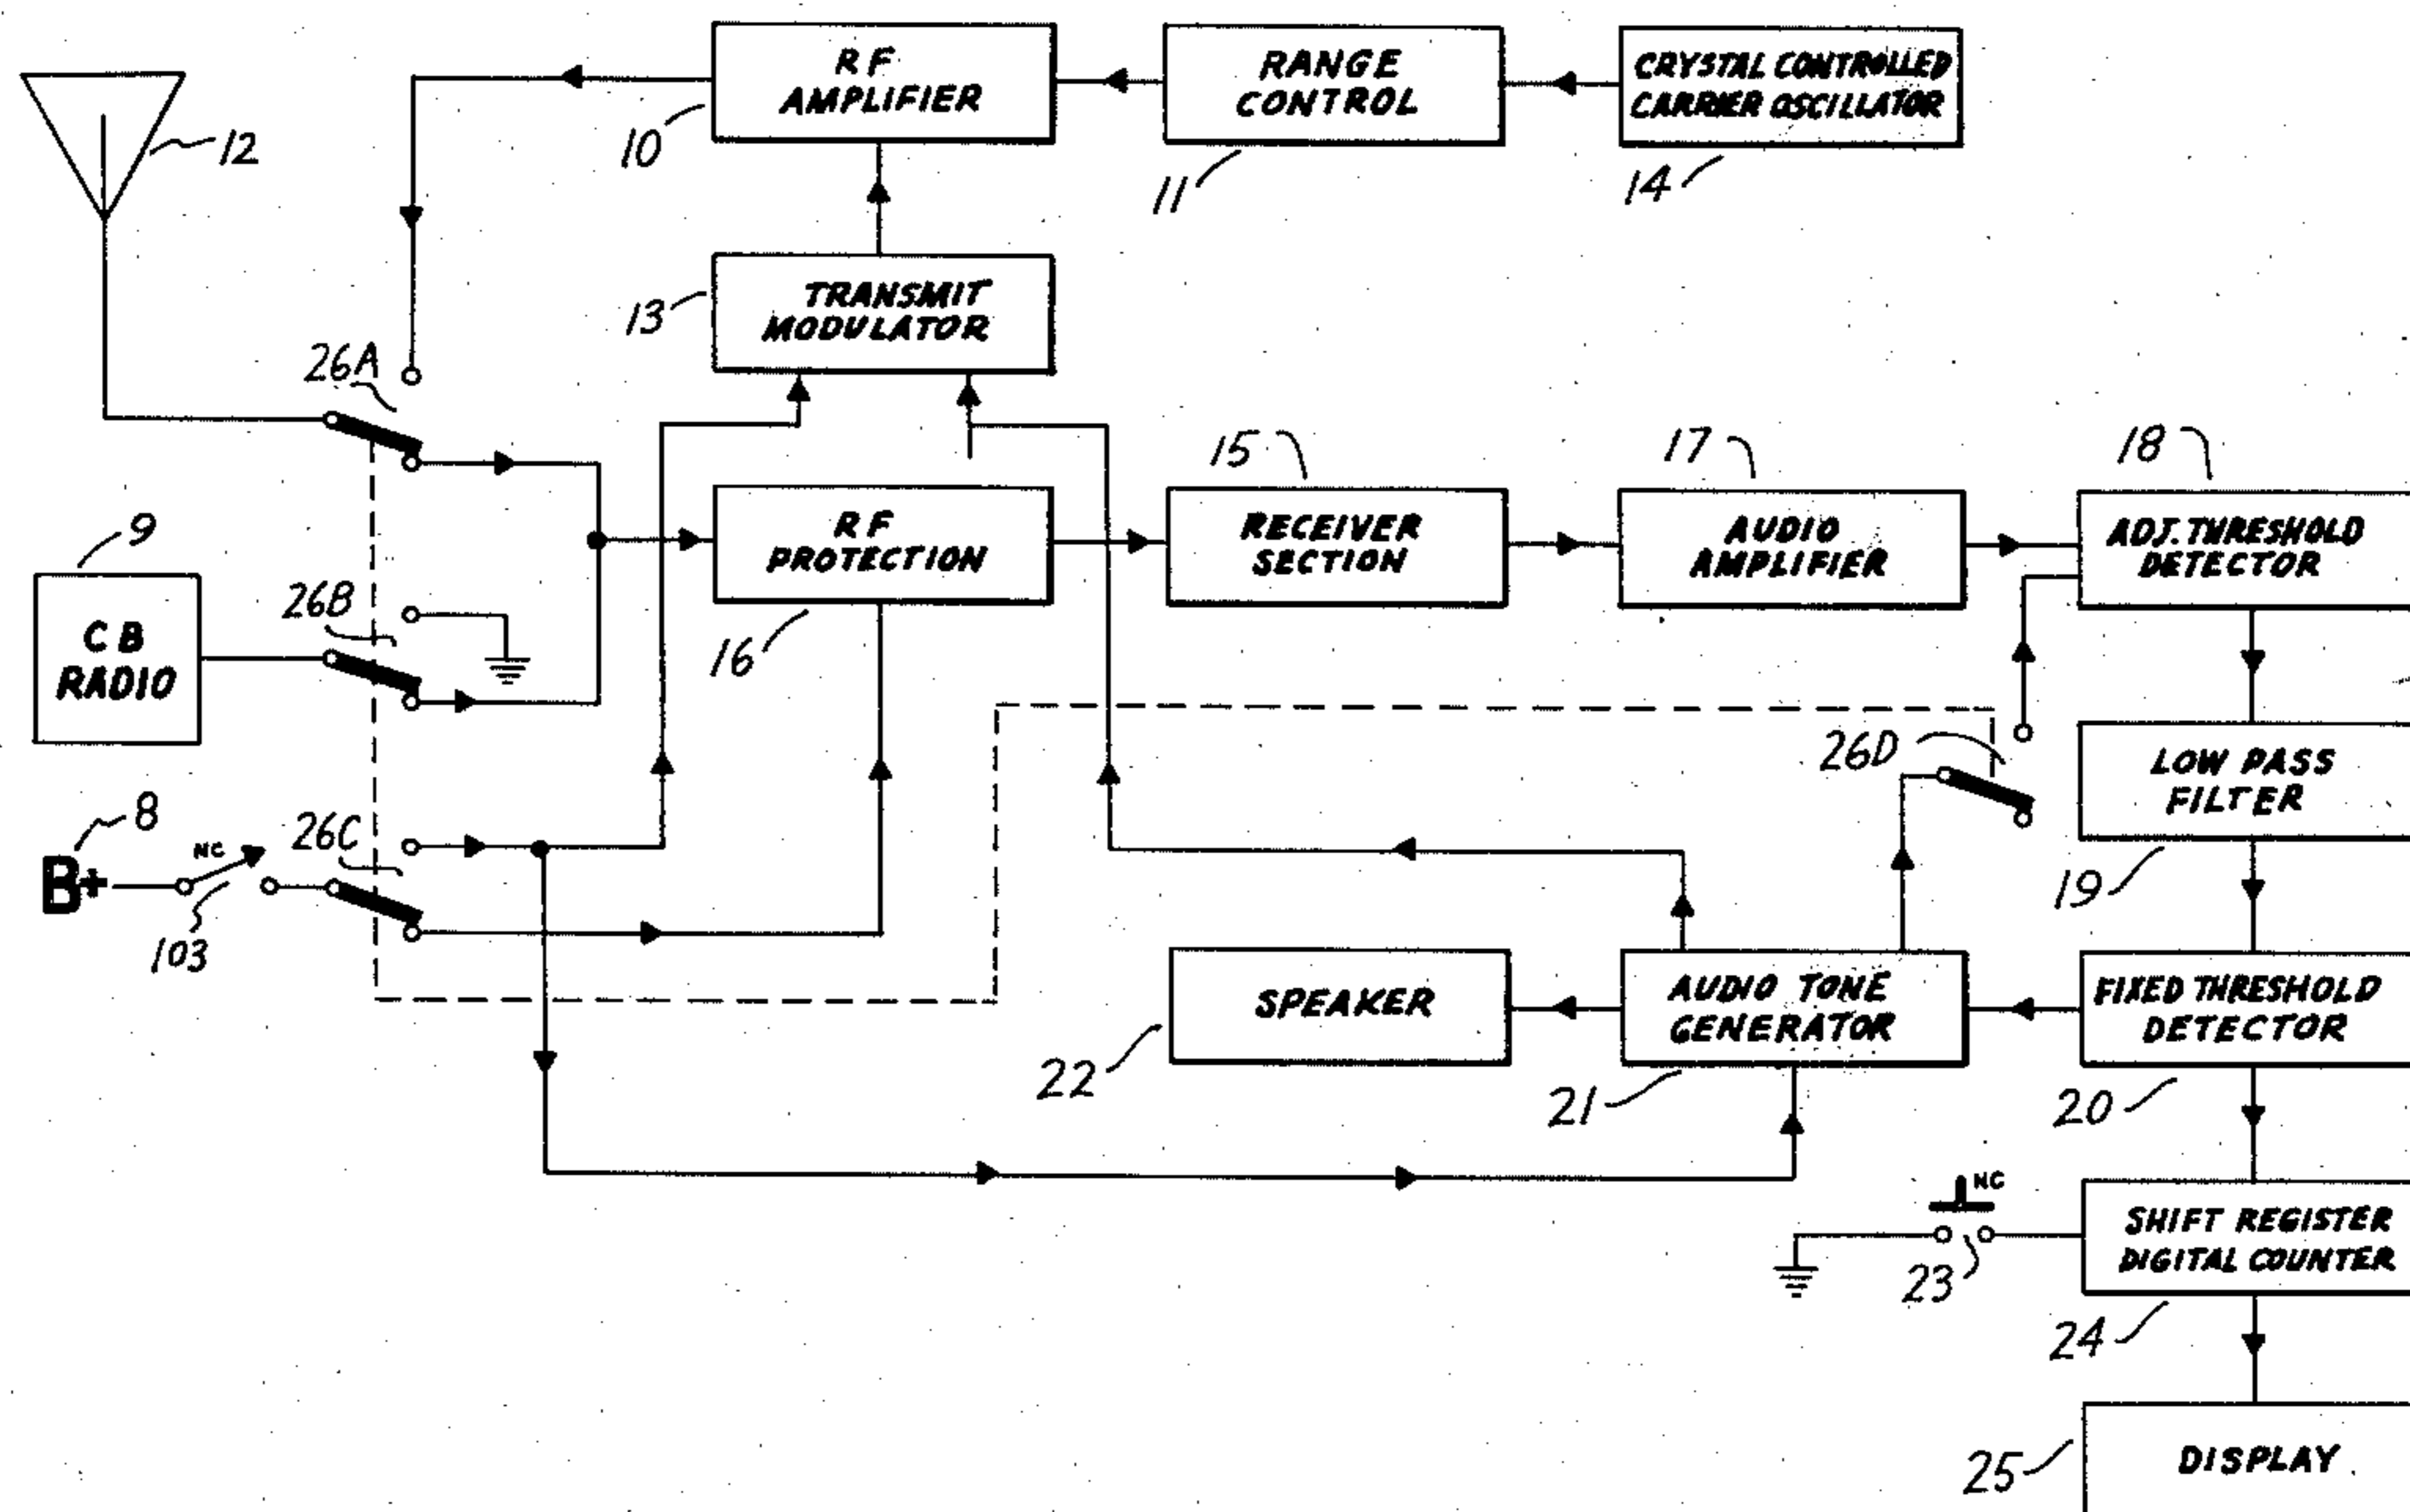 RF
AMPLIFIER
10
RANGE
CONTROL
11
CRYSTAL CONTROLLED
CARRIER OSCILLATOR
14
12
TRANSMIT
MODULATOR
13
26A
RF
PROTECTION
16
15
RECEIVER
SECTION
17
AUDIO
AMPLIFIER
18
ADJ. THRESHOLD
DETECTOR
9
CB
RADIO
26B
26D
LOW PASS
FILTER
19
8
B+
NC
103
26C
SPEAKER
22
AUDIO TONE
GENERATOR
21
FIXED THRESHOLD
DETECTOR
20
NC
23
SHIFT REGISTER
DIGITAL COUNTER
24
DISPLAY
25